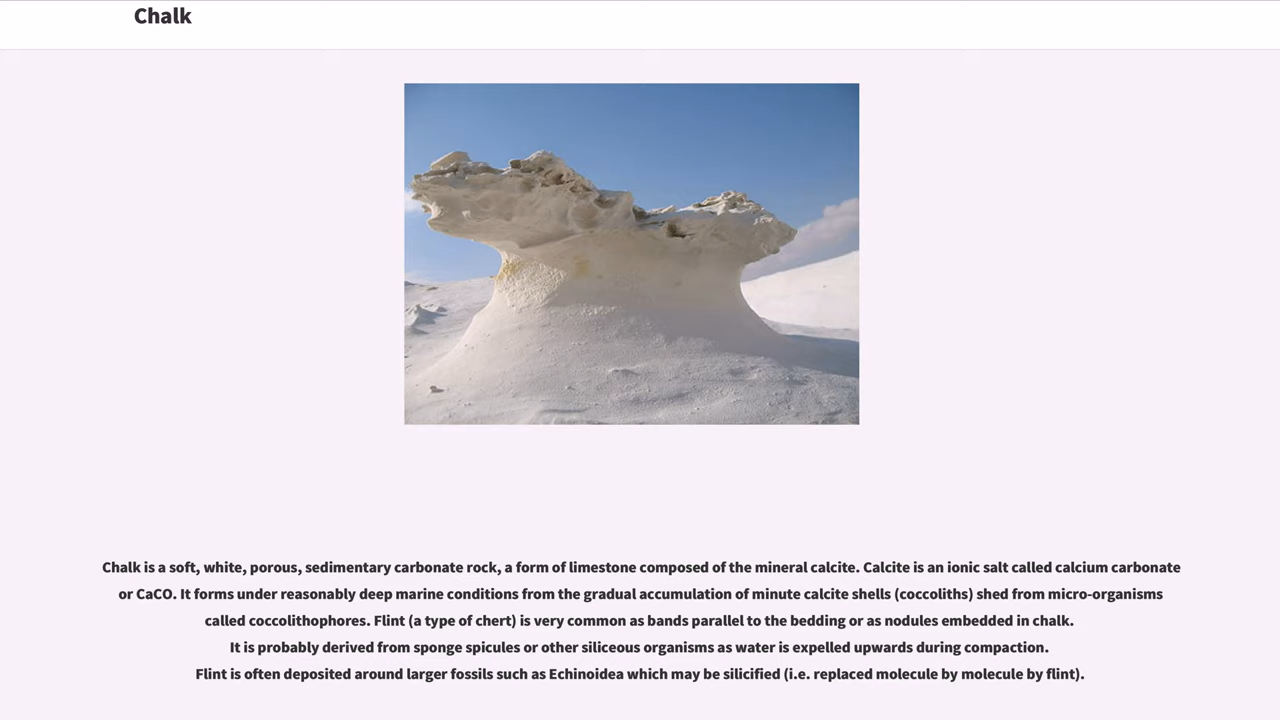 Chalk
Chalk is a soft, white, porous, sedimentary carbonate rock, a form of limestone composed of the mineral calcite. Calcite is an ionic salt called calcium carbonate
or CaCO. It forms under reasonably deep marine conditions from the gradual accumulation of minute calcite shells (coccoliths) shed from micro-organisms
called coccolithophores. Flint (a type of chert) is very common as bands parallel to the bedding or as nodules embedded in chalk.
It is probably derived from sponge spicules or other siliceous organisms as water is expelled upwards during compaction.
Flint is often deposited around larger fossils such as Echinoidea which may be silicified (i.e. replaced molecule by molecule by flint).